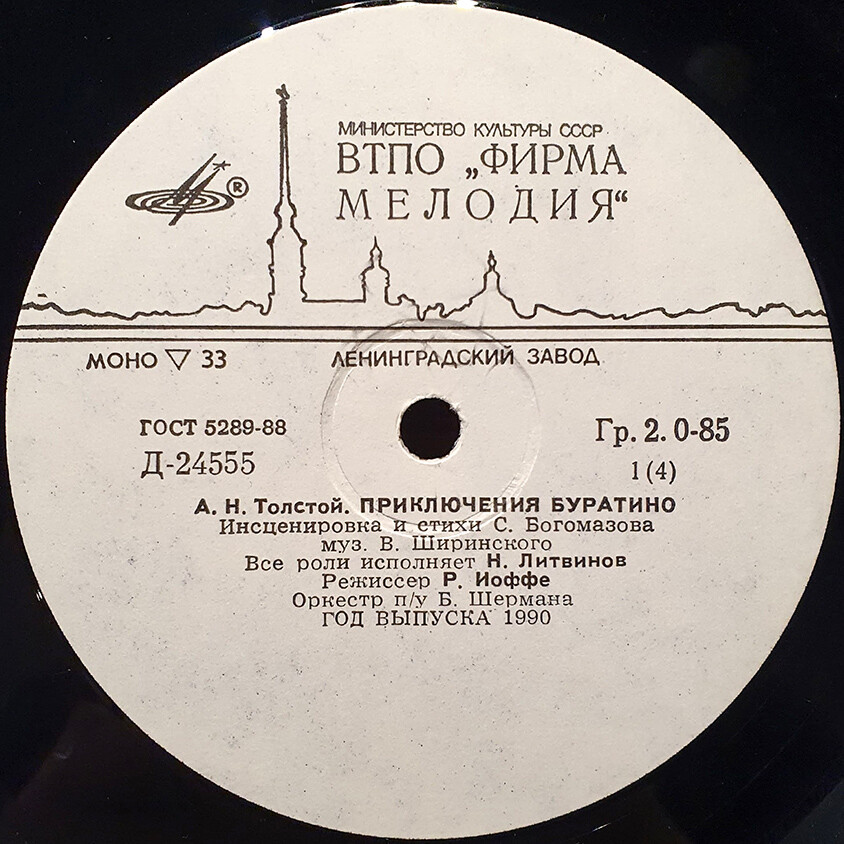 МИНИСТЕРСТВО КУЛЬТУРЫ СССР
ВТПО „ФИРМА
МЕЛОДИЯ“
®
МОНО ▽ 33
ЛЕНИНГРАДСКИЙ ЗАВОД
ГОСТ 5289-88
Гр. 2. 0-85
Д-24555
1 (4)
А. Н. Толстой. ПРИКЛЮЧЕНИЯ БУРАТИНО
Инсценировка и стихи С. Богомазова
муз. В. Ширинского
Все роли исполняет Н. Литвинов
Режиссер Р. Иоффе
Оркестр п/у Б. Шермана
ГОД ВЫПУСКА 1990